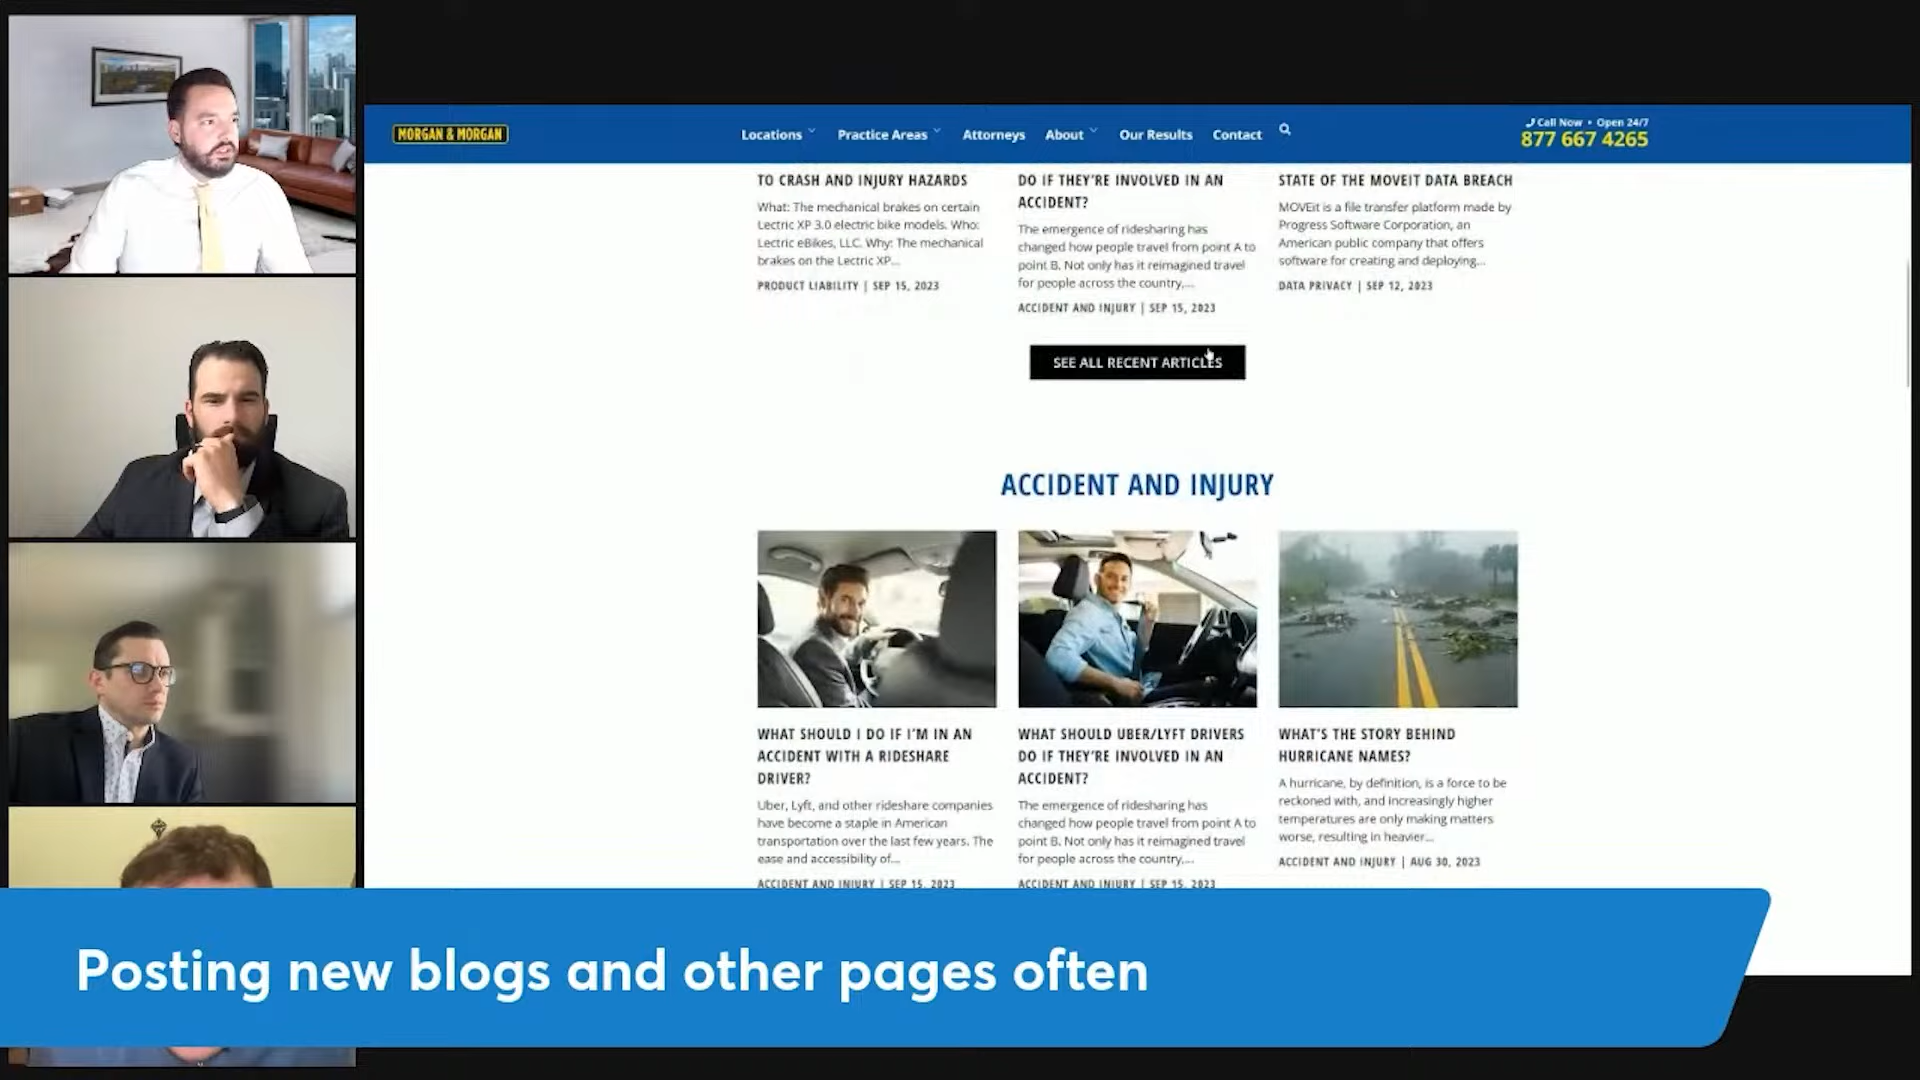 MORGAN & MORGAN
Locations Practice Areas Attorneys About Our Results Contact
Call Now • Open 24/7
877 667 4265
TO CRASH AND INJURY HAZARDS
What: The mechanical brakes on certain
Lectric XP 3.0 electric bike models. Who:
Lectric eBikes, LLC. Why: The mechanical
brakes on the Lectric XP...
PRODUCT LIABILITY | SEP 15, 2023
DO IF THEY'RE INVOLVED IN AN
ACCIDENT?
The emergence of ridesharing has
changed how people travel from point A to
point B. Not only has it reimagined travel
for people across the country,...
ACCIDENT AND INJURY | SEP 15, 2023
STATE OF THE MOVEIT DATA BREACH
MOVEit is a file transfer platform made by
Progress Software Corporation, an
American public company that offers
software for creating and deploying...
DATA PRIVACY | SEP 12, 2023
SEE ALL RECENT ARTICLES
ACCIDENT AND INJURY
WHAT SHOULD I DO IF I'M IN AN
ACCIDENT WITH A RIDESHARE
DRIVER?
Uber, Lyft, and other rideshare companies
have become a staple in American
transportation over the last few years. The
ease and accessibility of...
ACCIDENT AND INJURY | SEP 15, 2023
WHAT SHOULD UBER/LYFT DRIVERS
DO IF THEY'RE INVOLVED IN AN
ACCIDENT?
The emergence of ridesharing has
changed how people travel from point A to
point B. Not only has it reimagined travel
for people across the country,...
ACCIDENT AND INJURY | SEP 15, 2023
WHAT'S THE STORY BEHIND
HURRICANE NAMES?
A hurricane, by definition, is a force to be
reckoned with, and increasingly higher
temperatures are only making matters
worse, resulting in heavier...
ACCIDENT AND INJURY | AUG 30, 2023
Posting new blogs and other pages often